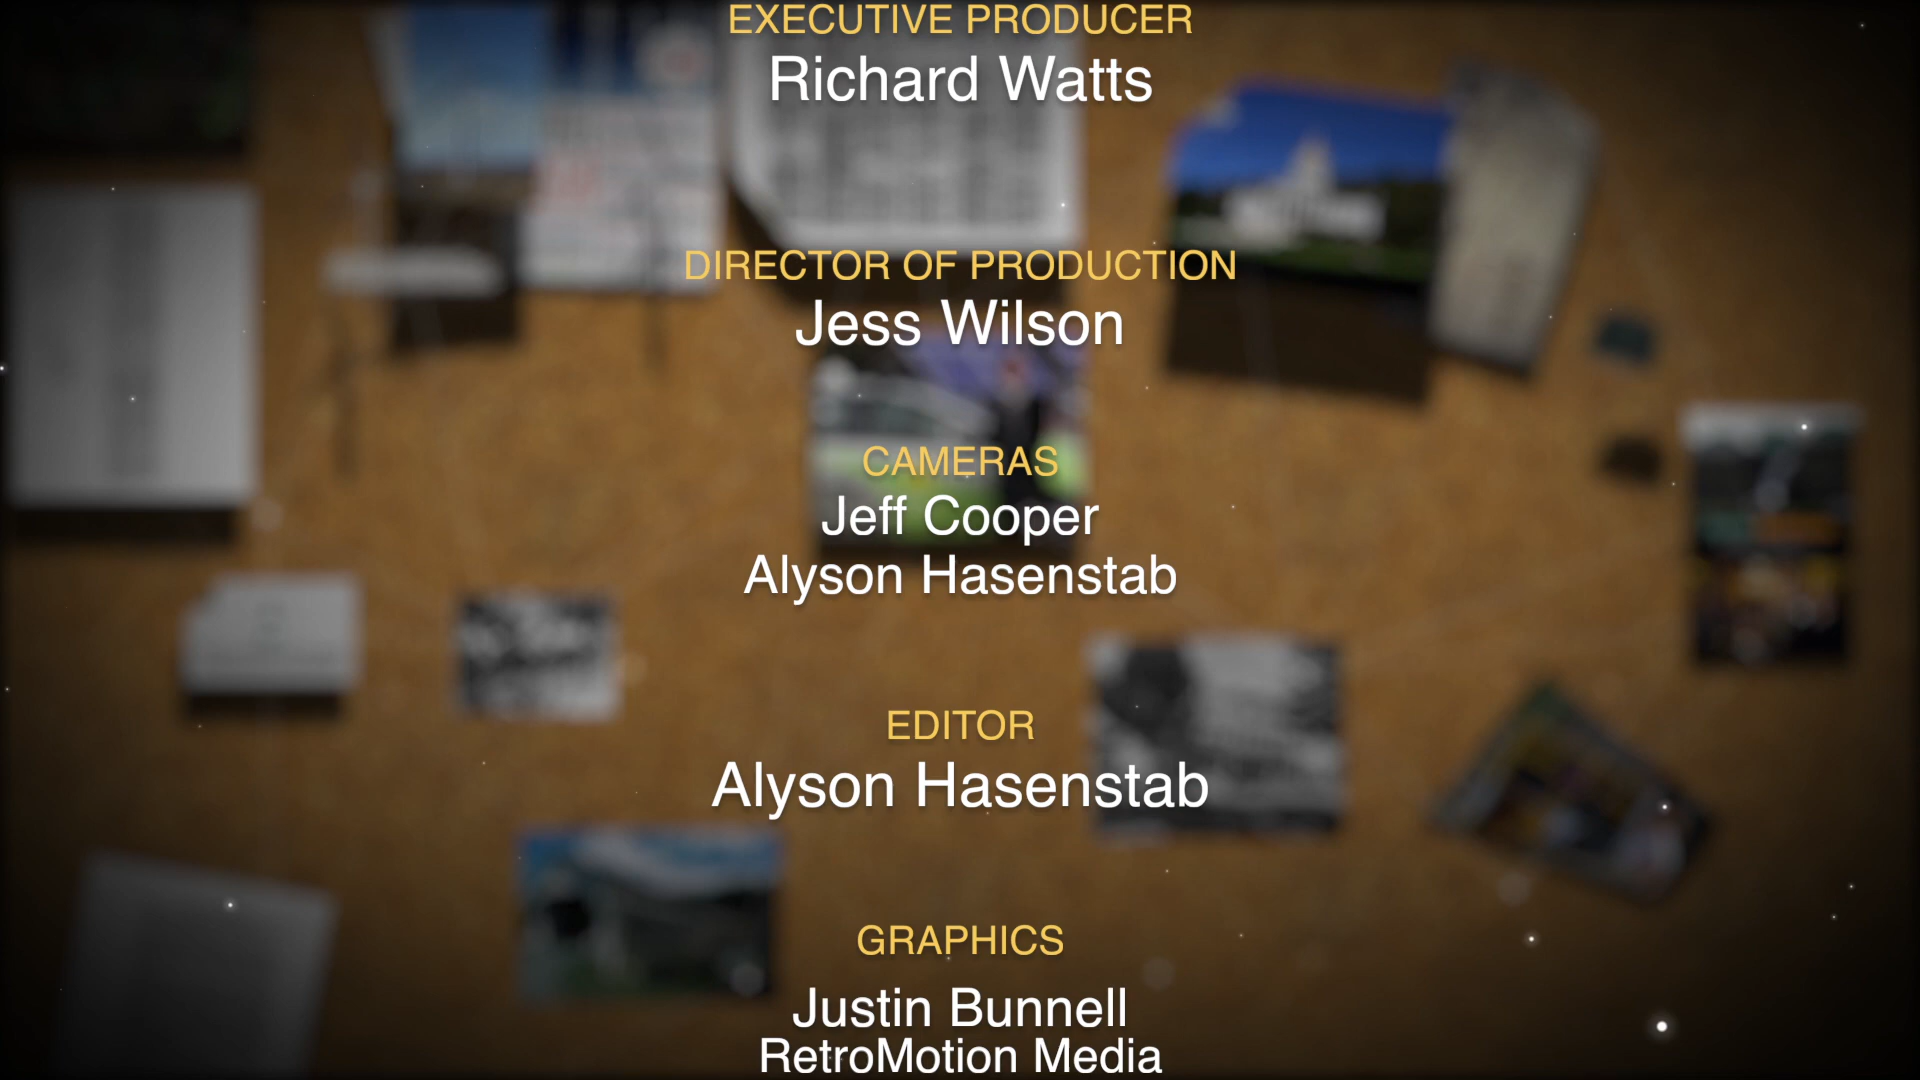 EXECUTIVE PRODUCER
Richard Watts
DIRECTOR OF PRODUCTION
Jess Wilson
CAMERAS
Jeff Cooper
Alyson Hasenstab
EDITOR
Alyson Hasenstab
GRAPHICS
Justin Bunnell
RetroMotion Media